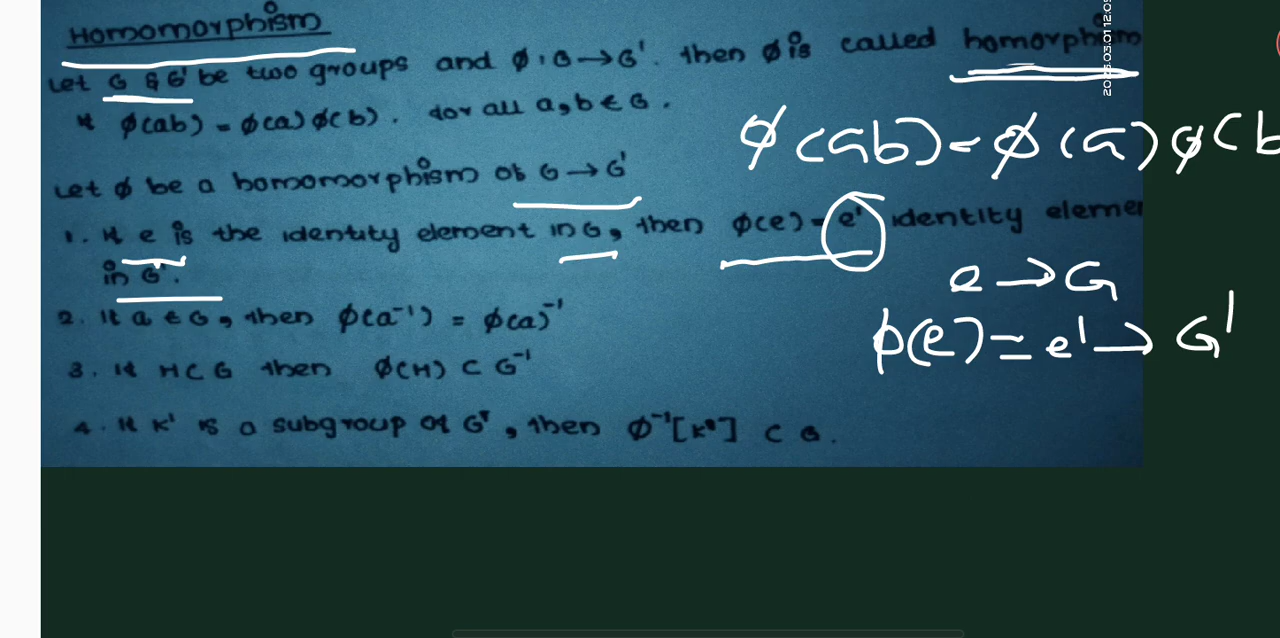 Homomorphism
Let G & G' be two groups and ϕ : G → G'. then ϕ is called homorphism
if ϕ(ab) = ϕ(a) ϕ(b). for all a, b ∈ G.
ϕ(ab) = ϕ(a) ϕ(b
Let ϕ be a homomorphism of G → G'
1. If e is the identity element in G, then ϕ(e) = e' identity eleme
in G'.
e → G
2. If a ∈ G, then ϕ(a⁻¹) = ϕ(a)⁻¹
ϕ(e) = e' → G'
3. If H ⊂ G then ϕ(H) ⊂ G⁻¹
4. If K' is a subgroup of G', then ϕ⁻¹[K'] ⊂ G.